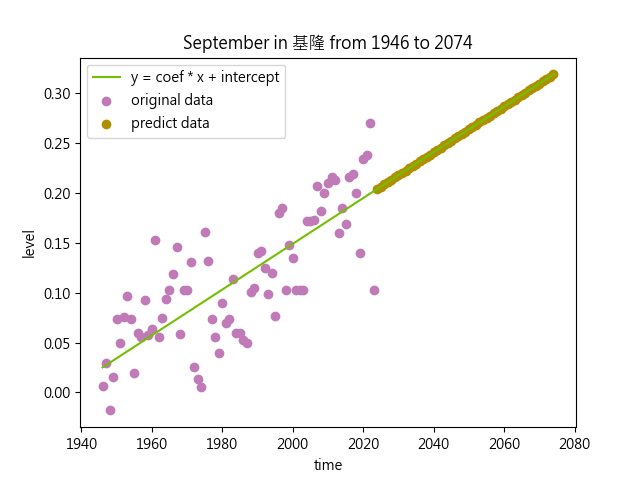 September in 基隆 from 1946 to 2074
y = coef * x + intercept
original data
predict data
level
0.30
0.25
0.20
0.15
0.10
0.05
0.00
1940 1960 1980 2000 2020 2040 2060 2080
time